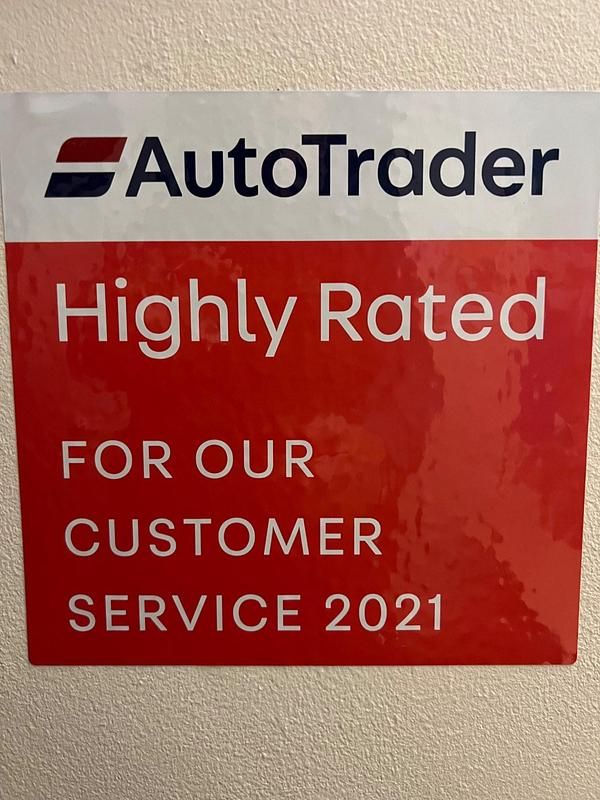 AutoTrader
Highly Rated
FOR OUR
CUSTOMER
SERVICE 2021